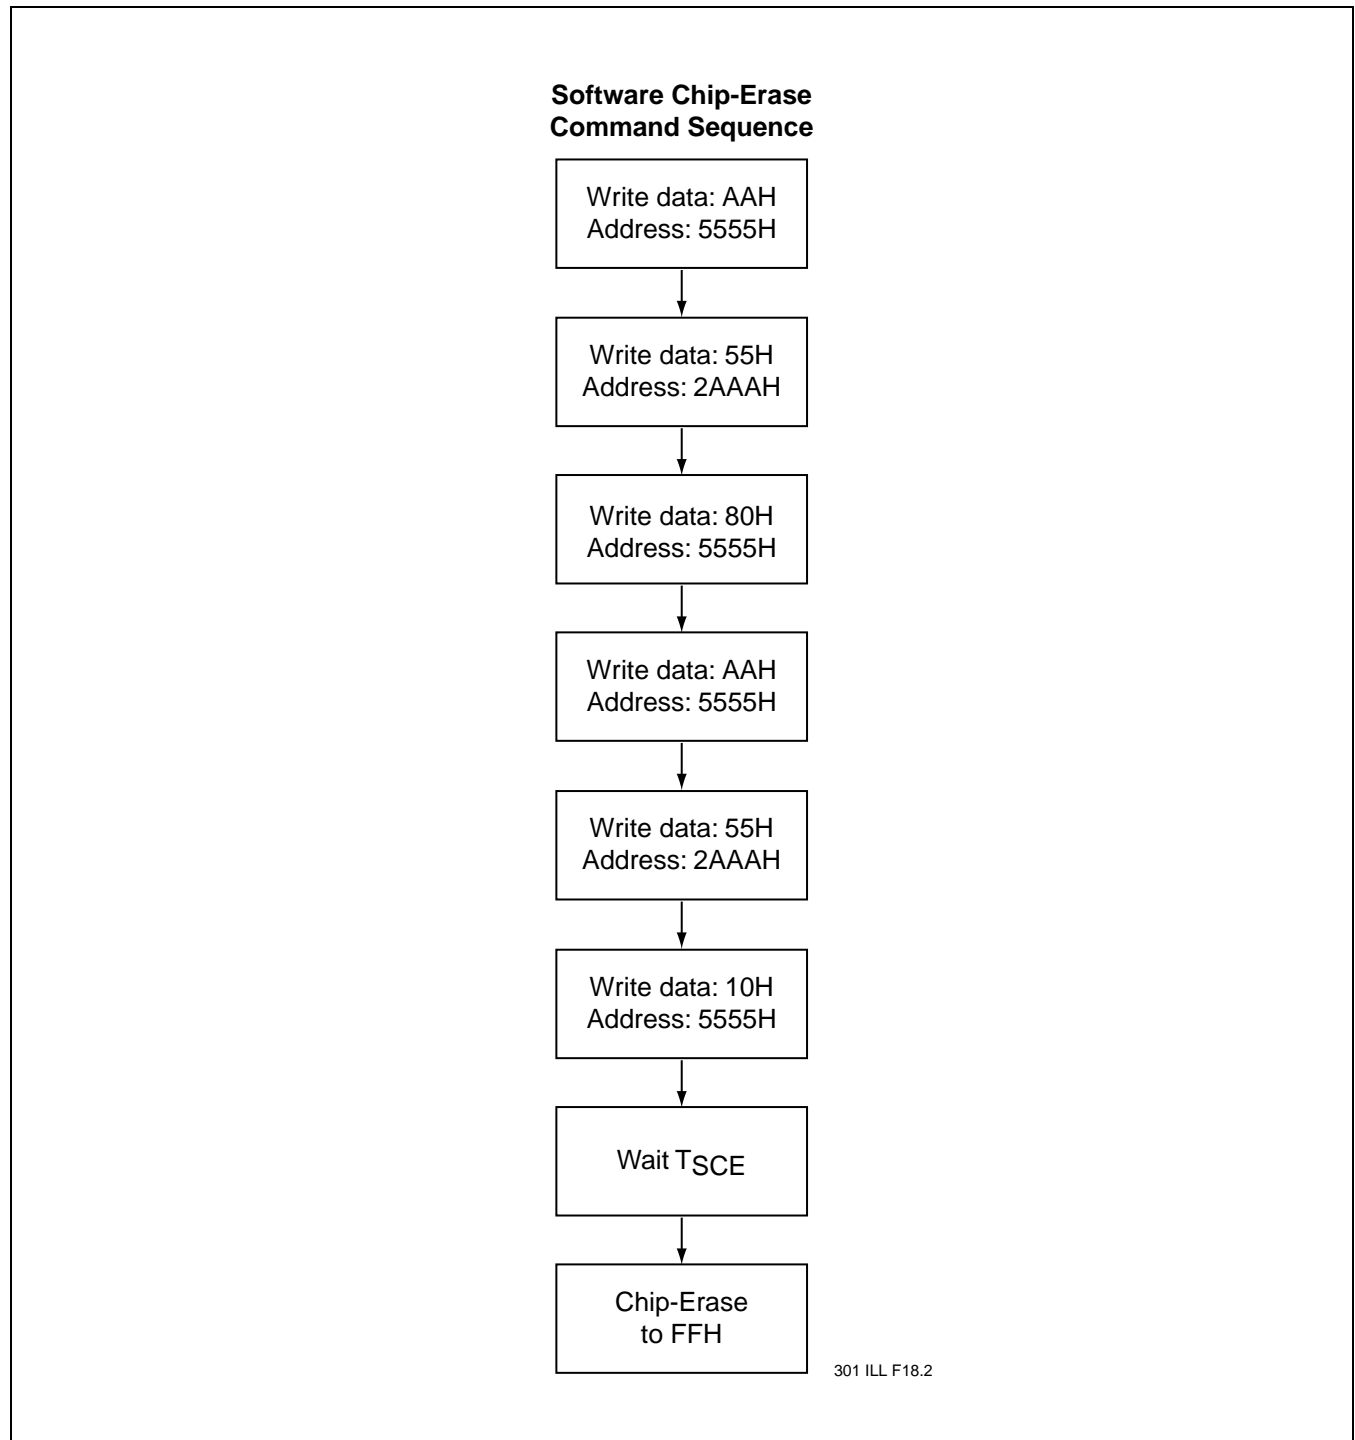 Software Chip-Erase
Command Sequence
Write data: AAH
Address: 5555H
Write data: 55H
Address: 2AAAH
Write data: 80H
Address: 5555H
Write data: AAH
Address: 5555H
Write data: 55H
Address: 2AAAH
Write data: 10H
Address: 5555H
Wait TSCE
Chip-Erase
to FFH
301 ILL F18.2